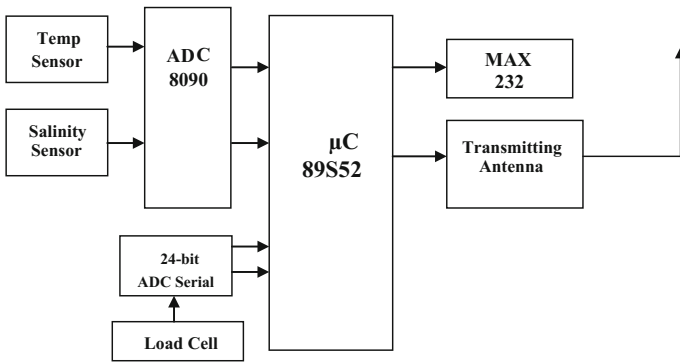 Temp
Sensor
ADC
8090
Salinity
Sensor
μC
89S52
MAX
232
Transmitting
Antenna
24-bit
ADC Serial
Load Cell